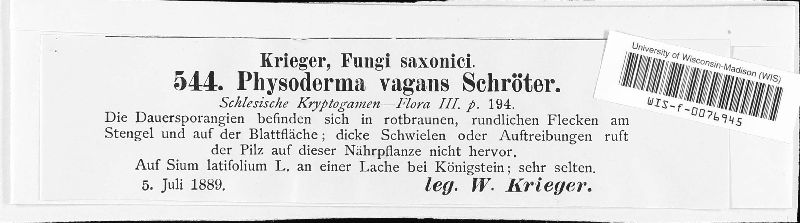 Krieger, Fungi saxonici.
544. Physoderma vagans Schröter.
Schlesische Kryptogamen—Flora III. p. 194.
Die Dauersporangien befinden sich in rotbraunen, rundlichen Flecken am
Stengel und auf der Blattfläche; dicke Schwielen oder Auftreibungen ruft
der Pilz auf dieser Nährpflanze nicht hervor.
Auf Sium latifolium L. an einer Lache bei Königstein; sehr selten.
5. Juli 1889. leg. W. Krieger.
University of Wisconsin-Madison (WIS)
WIS-f-0076945